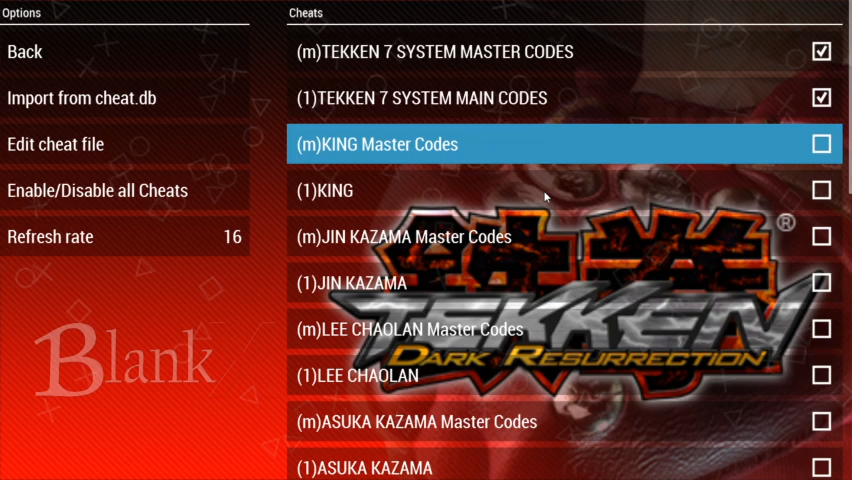 Options
Cheats
Back
(m)TEKKEN 7 SYSTEM MASTER CODES
Import from cheat.db
(1)TEKKEN 7 SYSTEM MAIN CODES
Edit cheat file
(m)KING Master Codes
Enable/Disable all Cheats
(1)KING
Refresh rate 16
(m)JIN KAZAMA Master Codes
(1)JIN KAZAMA
(m)LEE CHAOLAN Master Codes
(1)LEE CHAOLAN
(m)ASUKA KAZAMA Master Codes
(1)ASUKA KAZAMA
Blank
鉄拳
®
TEKKEN
DARK RESURRECTION